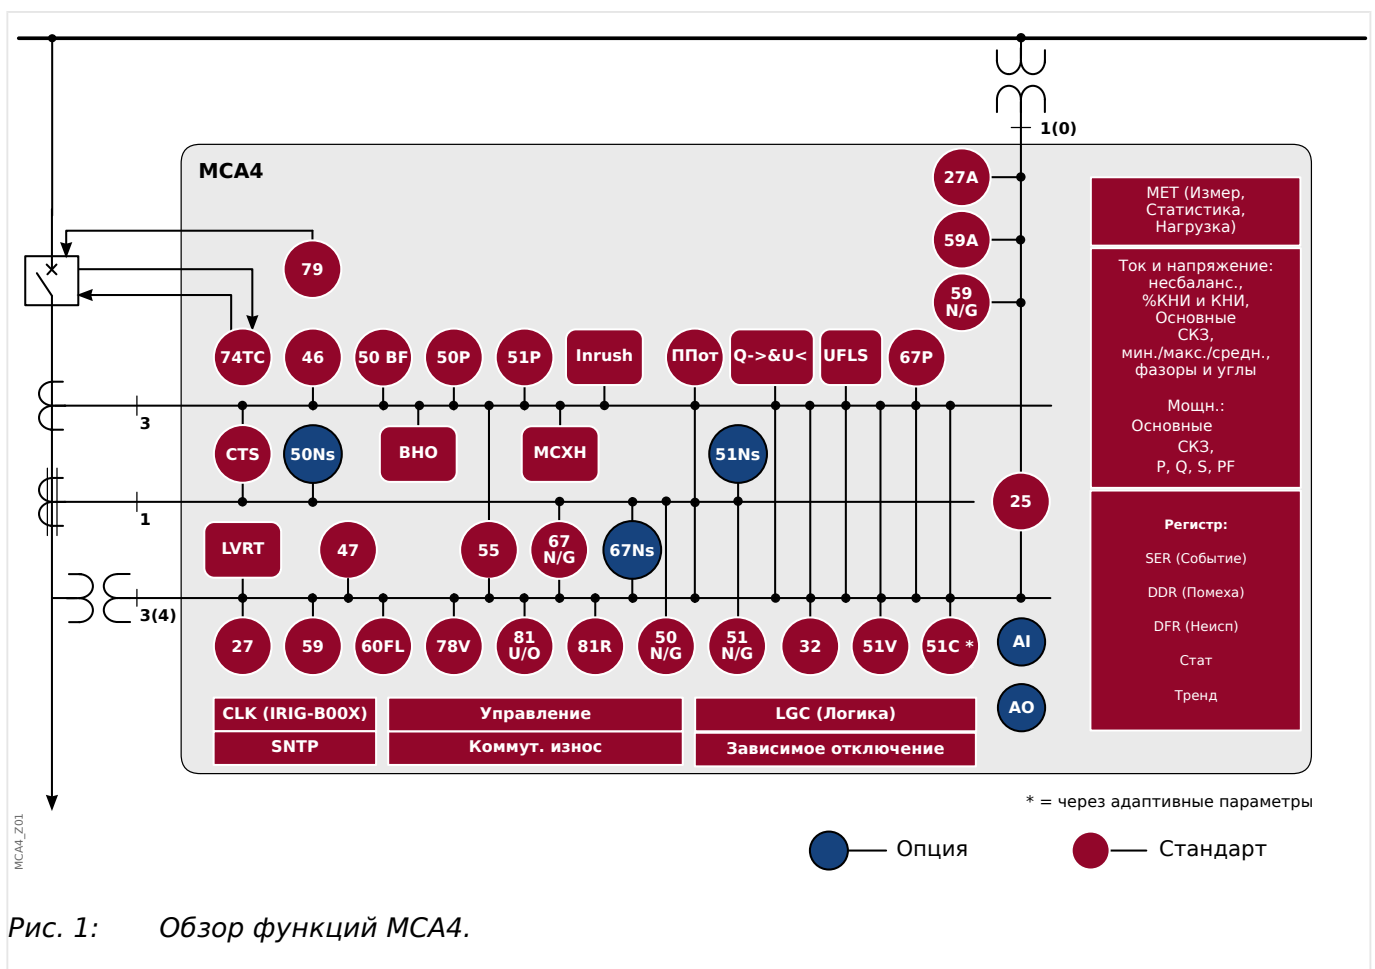 1(0)
MCA4
27A
59A
59
N/G
79
74TC
46
50 BF
50P
51P
Inrush
ППот
Q->&U<
UFLS
67P
3
CTS
50Ns
ВНО
МСХН
51Ns
1
25
LVRT
47
55
67
N/G
67Ns
3(4)
27
59
60FL
78V
81
U/O
81R
50
N/G
51
N/G
32
51V
51C *
AI
AO
CLK (IRIG-B00X)
SNTP
Управление
Коммут. износ
LGC (Логика)
Зависимое отключение
МЕТ (Измер,
Статистика,
Нагрузка)
Ток и напряжение:
несбаланс.,
%КНИ и КНИ,
Основные
СКЗ,
мин./макс./средн.,
фазоры и углы
Мощн.:
Основные
СКЗ,
P, Q, S, PF
Регистр:
SER (Событие)
DDR (Помеха)
DFR (Неисп)
Стат
Тренд
* = через адаптивные параметры
MCA4_Z01
Опция
Стандарт
Рис. 1: Обзор функций MCA4.